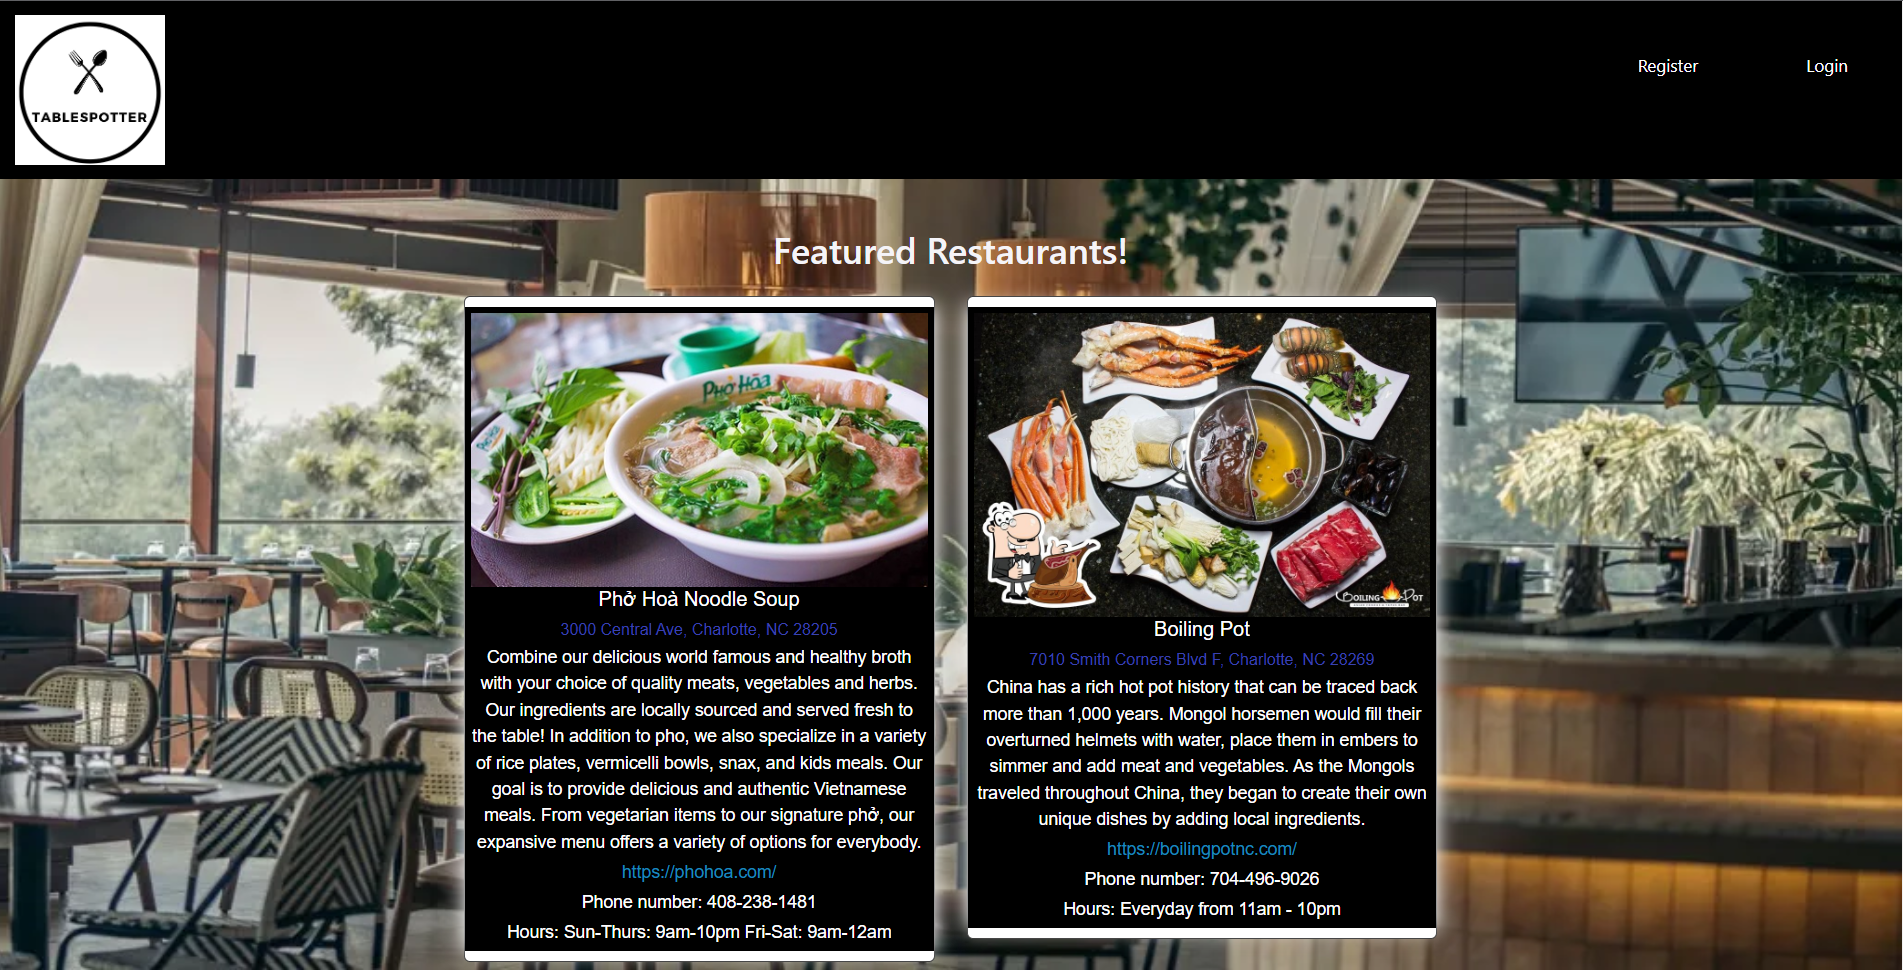 TABLESPOTTER
Register
Login
Featured Restaurants!
Phở Hòa
Phở Hoà Noodle Soup
3000 Central Ave, Charlotte, NC 28205
Combine our delicious world famous and healthy broth
with your choice of quality meats, vegetables and herbs.
Our ingredients are locally sourced and served fresh to
the table! In addition to pho, we also specialize in a variety
of rice plates, vermicelli bowls, snax, and kids meals. Our
goal is to provide delicious and authentic Vietnamese
meals. From vegetarian items to our signature phở, our
expansive menu offers a variety of options for everybody.
https://phohoa.com/
Phone number: 408-238-1481
Hours: Sun-Thurs: 9am-10pm Fri-Sat: 9am-12am
BOILING POT
Boiling Pot
7010 Smith Corners Blvd F, Charlotte, NC 28269
China has a rich hot pot history that can be traced back
more than 1,000 years. Mongol horsemen would fill their
overturned helmets with water, place them in embers to
simmer and add meat and vegetables. As the Mongols
traveled throughout China, they began to create their own
unique dishes by adding local ingredients.
https://boilingpotnc.com/
Phone number: 704-496-9026
Hours: Everyday from 11am - 10pm